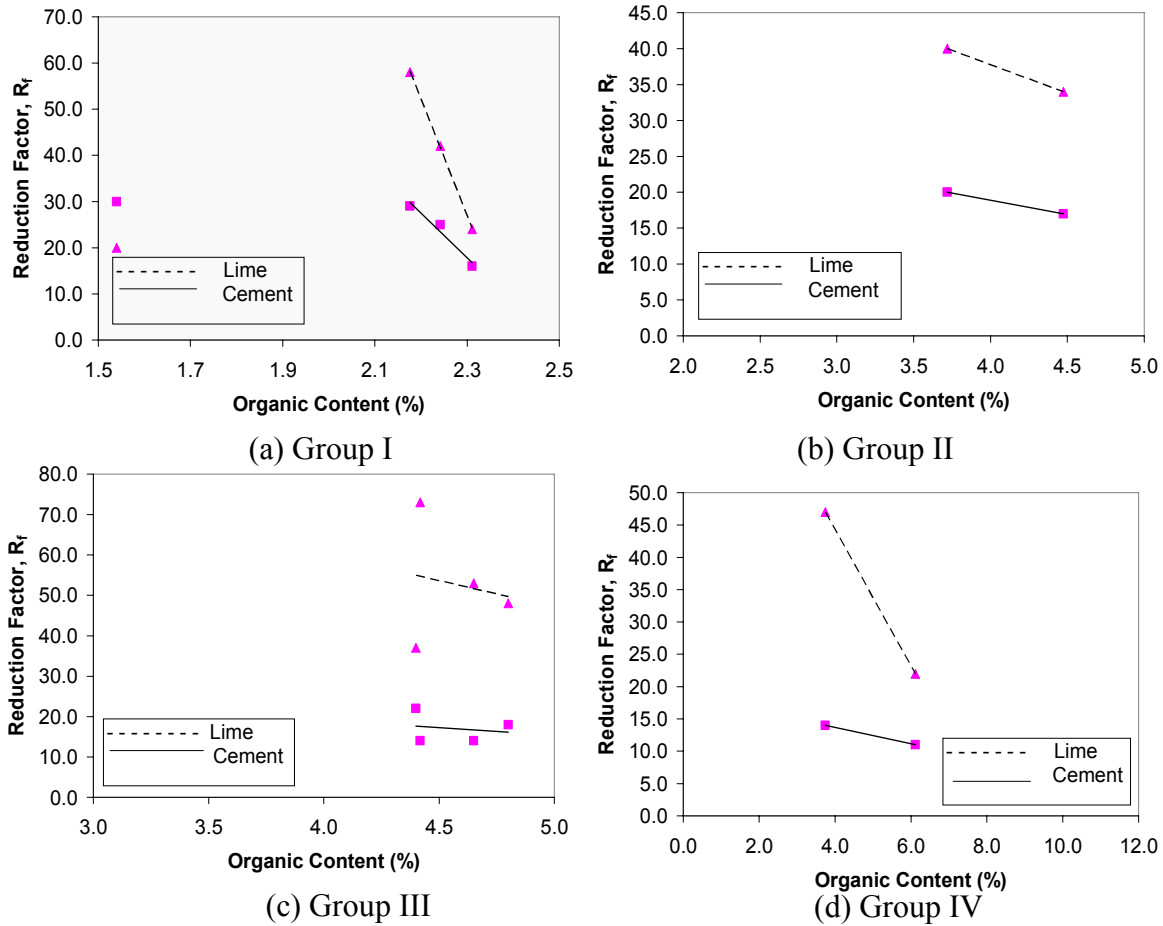 70.0
60.0
50.0
40.0
30.0
20.0
10.0
0.0
Reduction Factor, Rf
Lime
Cement
1.5 1.7 1.9 2.1 2.3 2.5
Organic Content (%)
(a) Group I
45.0
40.0
35.0
30.0
25.0
20.0
15.0
10.0
5.0
0.0
Reduction Factor, Rf
Lime
Cement
2.0 2.5 3.0 3.5 4.0 4.5 5.0
Organic Content (%)
(b) Group II
80.0
70.0
60.0
50.0
40.0
30.0
20.0
10.0
0.0
Reduction Factor, Rf
Lime
Cement
3.0 3.5 4.0 4.5 5.0
Organic Content (%)
(c) Group III
50.0
45.0
40.0
35.0
30.0
25.0
20.0
15.0
10.0
5.0
0.0
Reduction Factor, Rf
Lime
Cement
0.0 2.0 4.0 6.0 8.0 10.0 12.0
Organic Content (%)
(d) Group IV